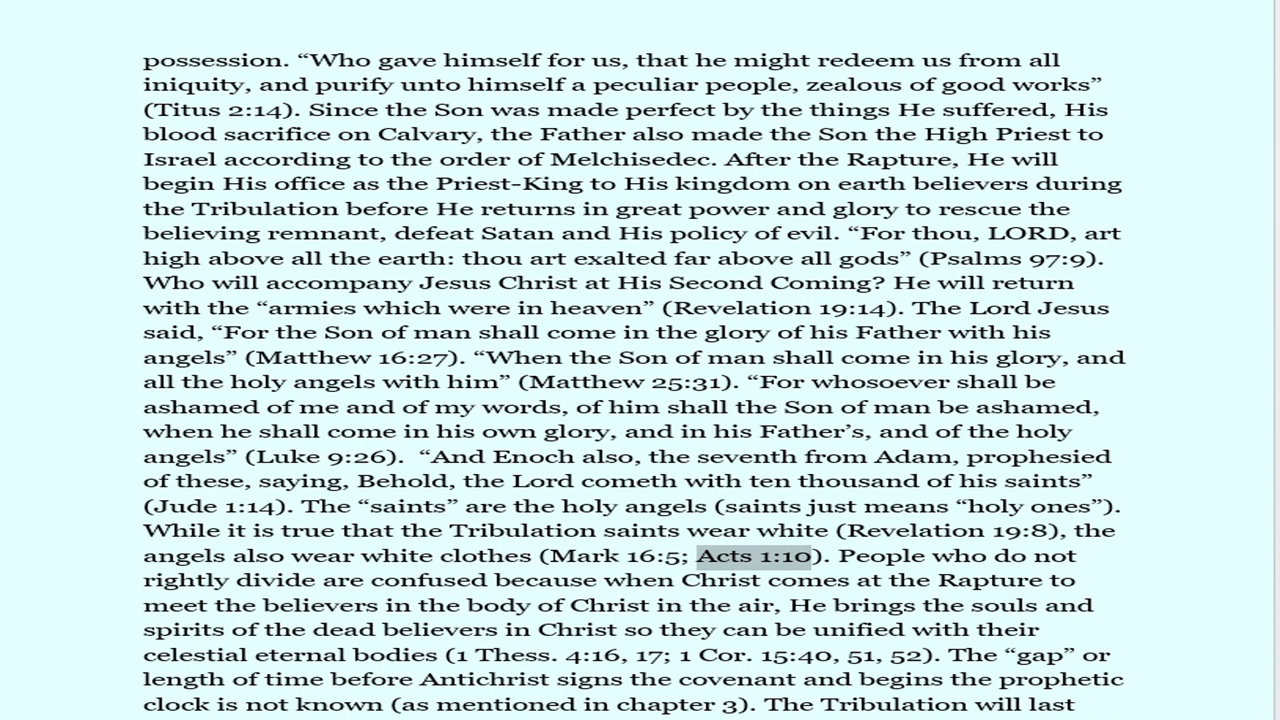 possession. “Who gave himself for us, that he might redeem us from all
iniquity, and purify unto himself a peculiar people, zealous of good works”
(Titus 2:14). Since the Son was made perfect by the things He suffered, His
blood sacrifice on Calvary, the Father also made the Son the High Priest to
Israel according to the order of Melchisedec. After the Rapture, He will
begin His office as the Priest-King to His kingdom on earth believers during
the Tribulation before He returns in great power and glory to rescue the
believing remnant, defeat Satan and His policy of evil. “For thou, LORD, art
high above all the earth: thou art exalted far above all gods” (Psalms 97:9).
Who will accompany Jesus Christ at His Second Coming? He will return
with the “armies which were in heaven” (Revelation 19:14). The Lord Jesus
said, “For the Son of man shall come in the glory of his Father with his
angels” (Matthew 16:27). “When the Son of man shall come in his glory, and
all the holy angels with him” (Matthew 25:31). “For whosoever shall be
ashamed of me and of my words, of him shall the Son of man be ashamed,
when he shall come in his own glory, and in his Father’s, and of the holy
angels” (Luke 9:26).  “And Enoch also, the seventh from Adam, prophesied
of these, saying, Behold, the Lord cometh with ten thousand of his saints”
(Jude 1:14). The “saints” are the holy angels (saints just means “holy ones”).
While it is true that the Tribulation saints wear white (Revelation 19:8), the
angels also wear white clothes (Mark 16:5; Acts 1:10). People who do not
rightly divide are confused because when Christ comes at the Rapture to
meet the believers in the body of Christ in the air, He brings the souls and
spirits of the dead believers in Christ so they can be unified with their
celestial eternal bodies (1 Thess. 4:16, 17; 1 Cor. 15:40, 51, 52). The “gap” or
length of time before Antichrist signs the covenant and begins the prophetic
clock is not known (as mentioned in chapter 3). The Tribulation will last